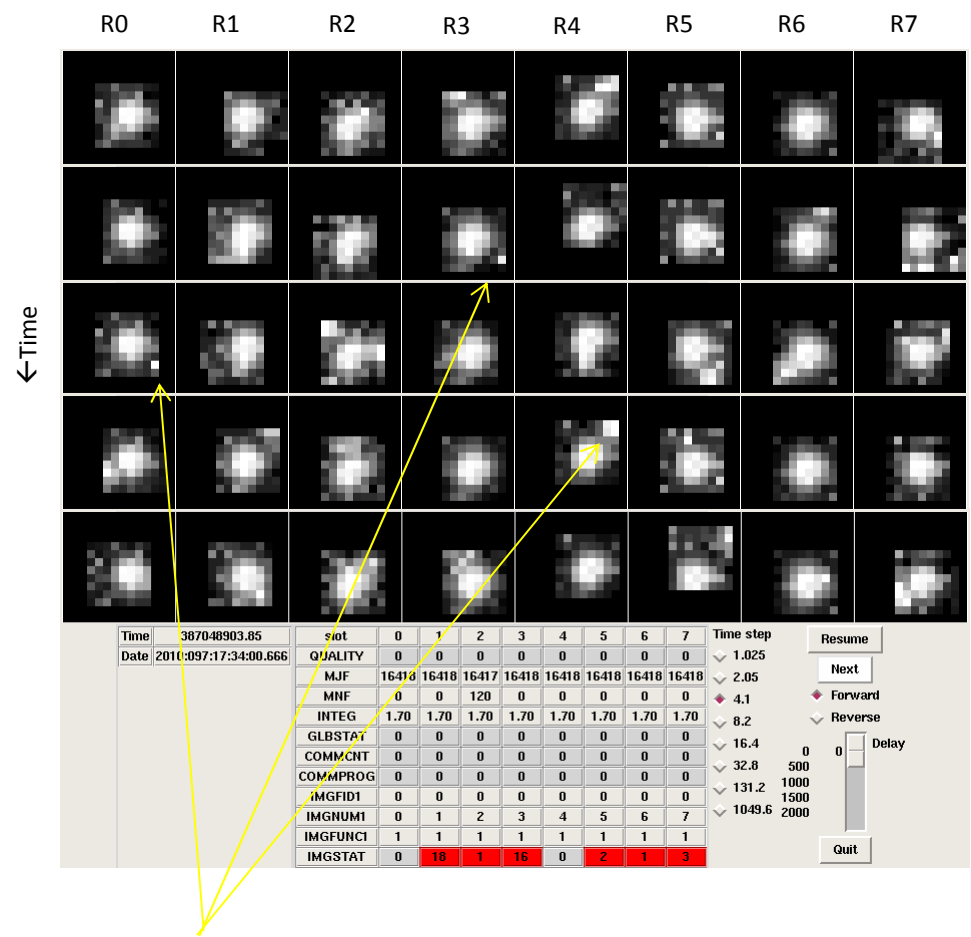 R0 R1 R2 R3 R4 R5 R6 R7
←Time
Time 387048903.85
Date 2010:097:17:34:00.666
slot 0 1 2 3 4 5 6 7
QUALITY 0 0 0 0 0 0 0 0
MJF 16418 16418 16417 16418 16418 16418 16418 16418
MNF 0 0 120 0 0 0 0 0
INTEG 1.70 1.70 1.70 1.70 1.70 1.70 1.70 1.70
GLBSTAT 0 0 0 0 0 0 0 0
COMMCNT 0 0 0 0 0 0 0 0
COMMPROG 0 0 0 0 0 0 0 0
IMGFID1 0 0 0 0 0 0 0 0
IMGNUM1 0 1 2 3 4 5 6 7
IMGFUNC1 1 1 1 1 1 1 1 1
IMGSTAT 0 18 1 16 0 2 1 3
Time step
1.025
2.05
4.1
8.2
16.4
32.8
131.2
1049.6
Resume
Next
Forward
Reverse
0
500
1000
1500
2000
0
Delay
Quit